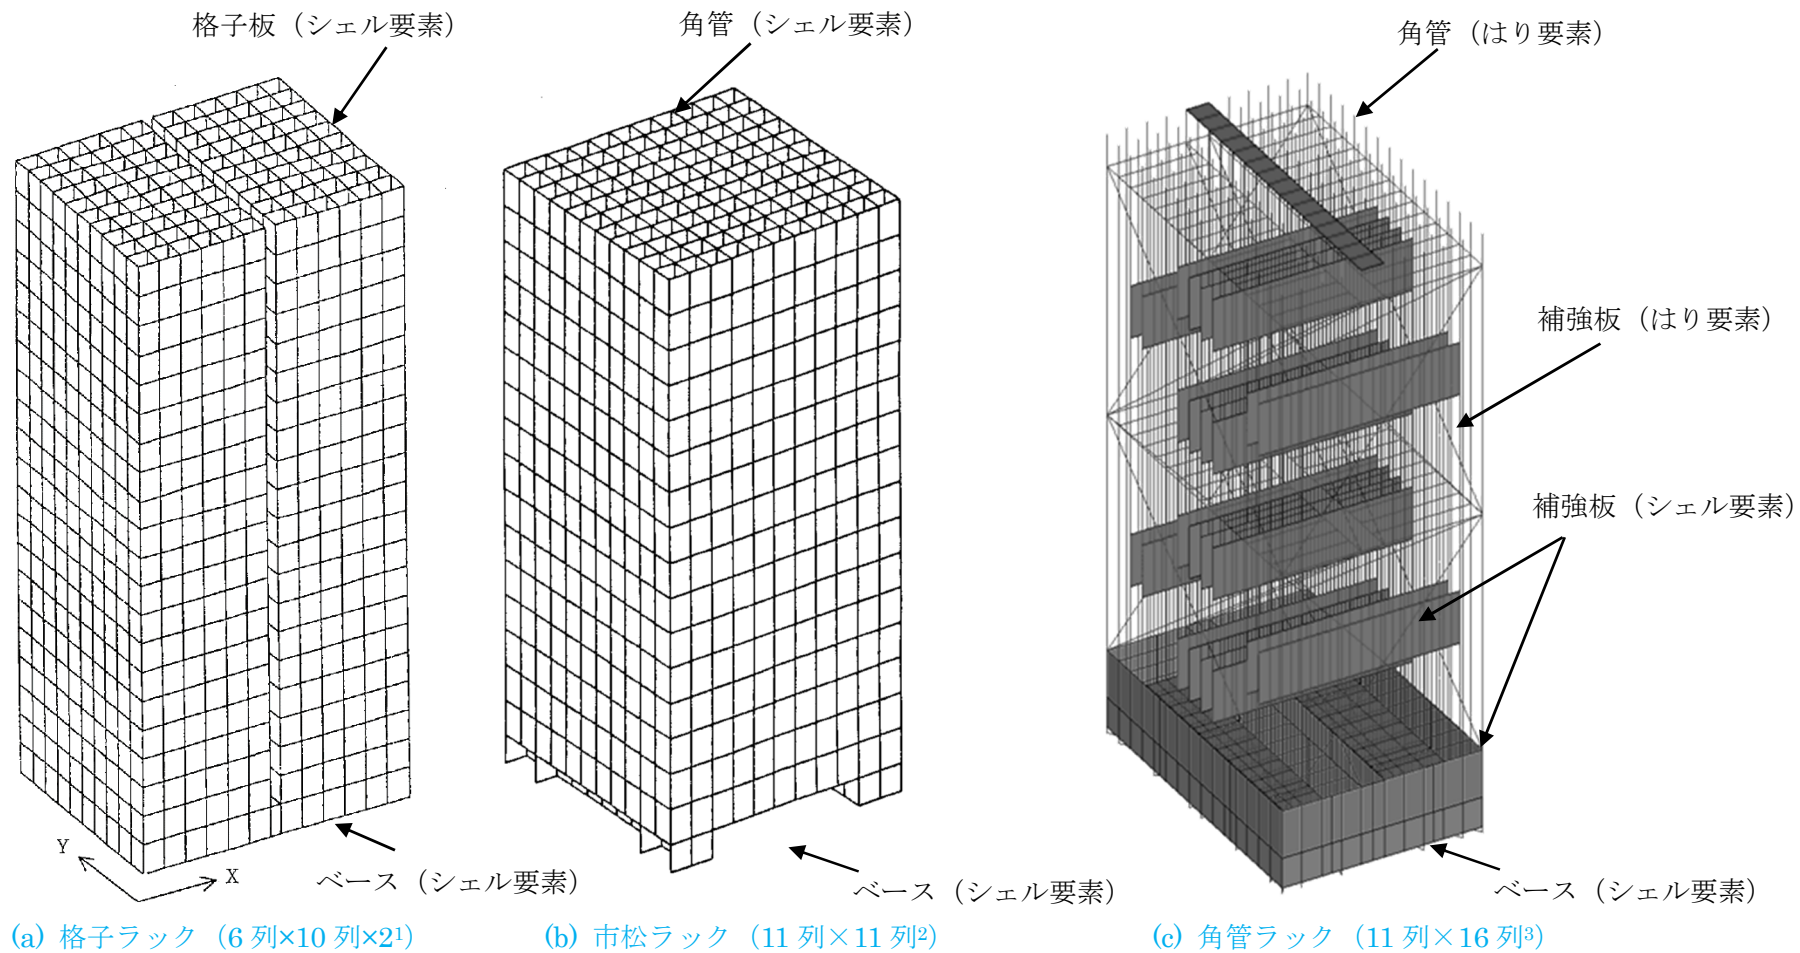 格子板（シェル要素）
角管（シェル要素）
角管（はり要素）
補強板（はり要素）
補強板（シェル要素）
Y
X
ベース（シェル要素）
ベース（シェル要素）
ベース（シェル要素）
(a) 格子ラック（6 列×10 列×2¹）
(b) 市松ラック（11 列×11 列²）
(c) 角管ラック（11 列×16 列³）